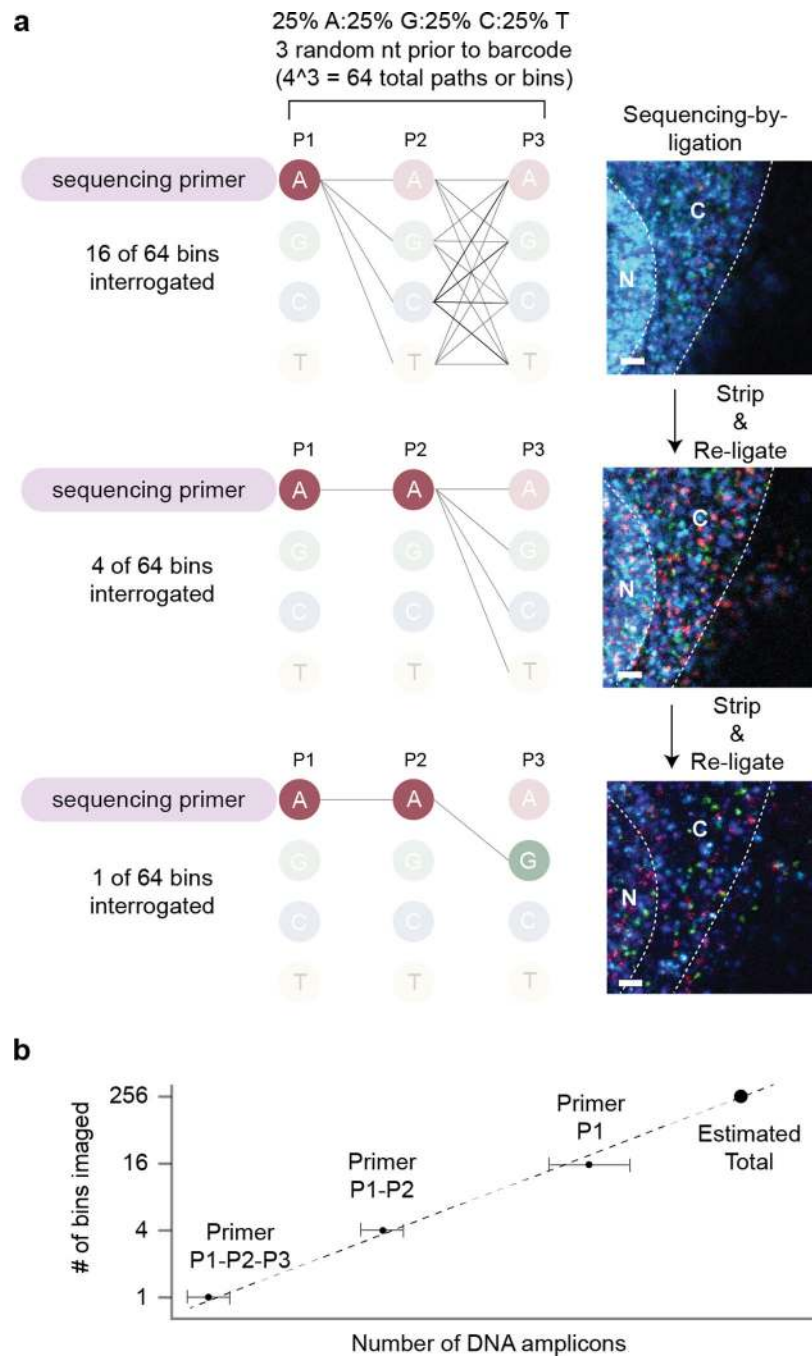 a
25% A:25% G:25% C:25% T
3 random nt prior to barcode
(4^3 = 64 total paths or bins)
P1 P2 P3
sequencing primer
A A A
16 of 64 bins
interrogated
G G G
C C C
T T T
Sequencing-by-
ligation
C
N
Strip
&
Re-ligate
P1 P2 P3
sequencing primer
A A A
4 of 64 bins
interrogated
G G G
C C C
T T T
C
N
Strip
&
Re-ligate
P1 P2 P3
sequencing primer
A A A
1 of 64 bins
interrogated
G G G
C C C
T T T
C
N
b
# of bins imaged
256
16
4
1
Primer
P1-P2-P3
Primer
P1-P2
Primer
P1
Estimated
Total
Number of DNA amplicons